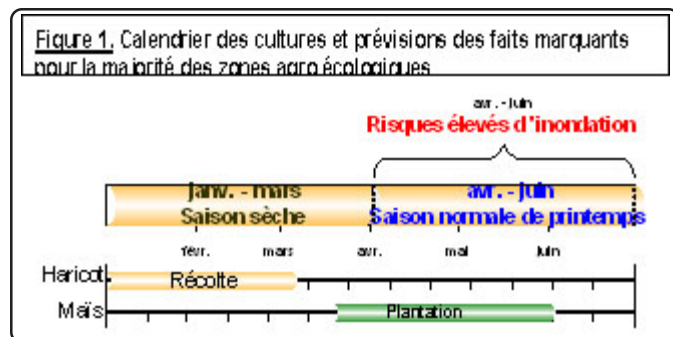 Figure 1. Calendrier des cultures et prévisions des faits marquants
pour la majorité des zones agro écologiques
avr. - juin
Risques élevés d'inondation
janv. - mars
Saison sèche
avr. - juin
Saison normale de printemps
févr. mars avr. mai juin
Haricot Récolte
Maïs Plantation